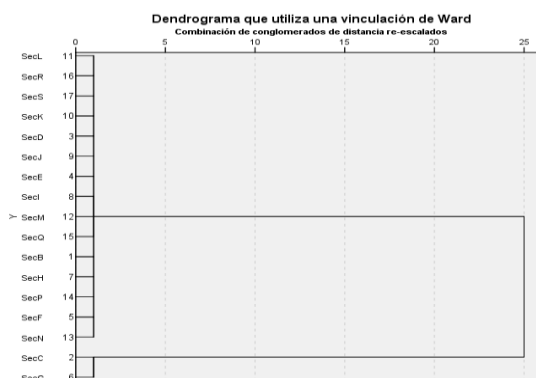 Dendrograma que utiliza una vinculación de Ward
Combinación de conglomerados de distancia re-escalados
0 5 10 15 20 25
SecL 11
SecR 16
SecS 17
SecK 10
SecD 3
SecJ 9
SecE 4
SecI 8
Y SecM 12
SecQ 15
SecB 1
SecH 7
SecP 14
SecF 5
SecN 13
SecC 2
SecG 6